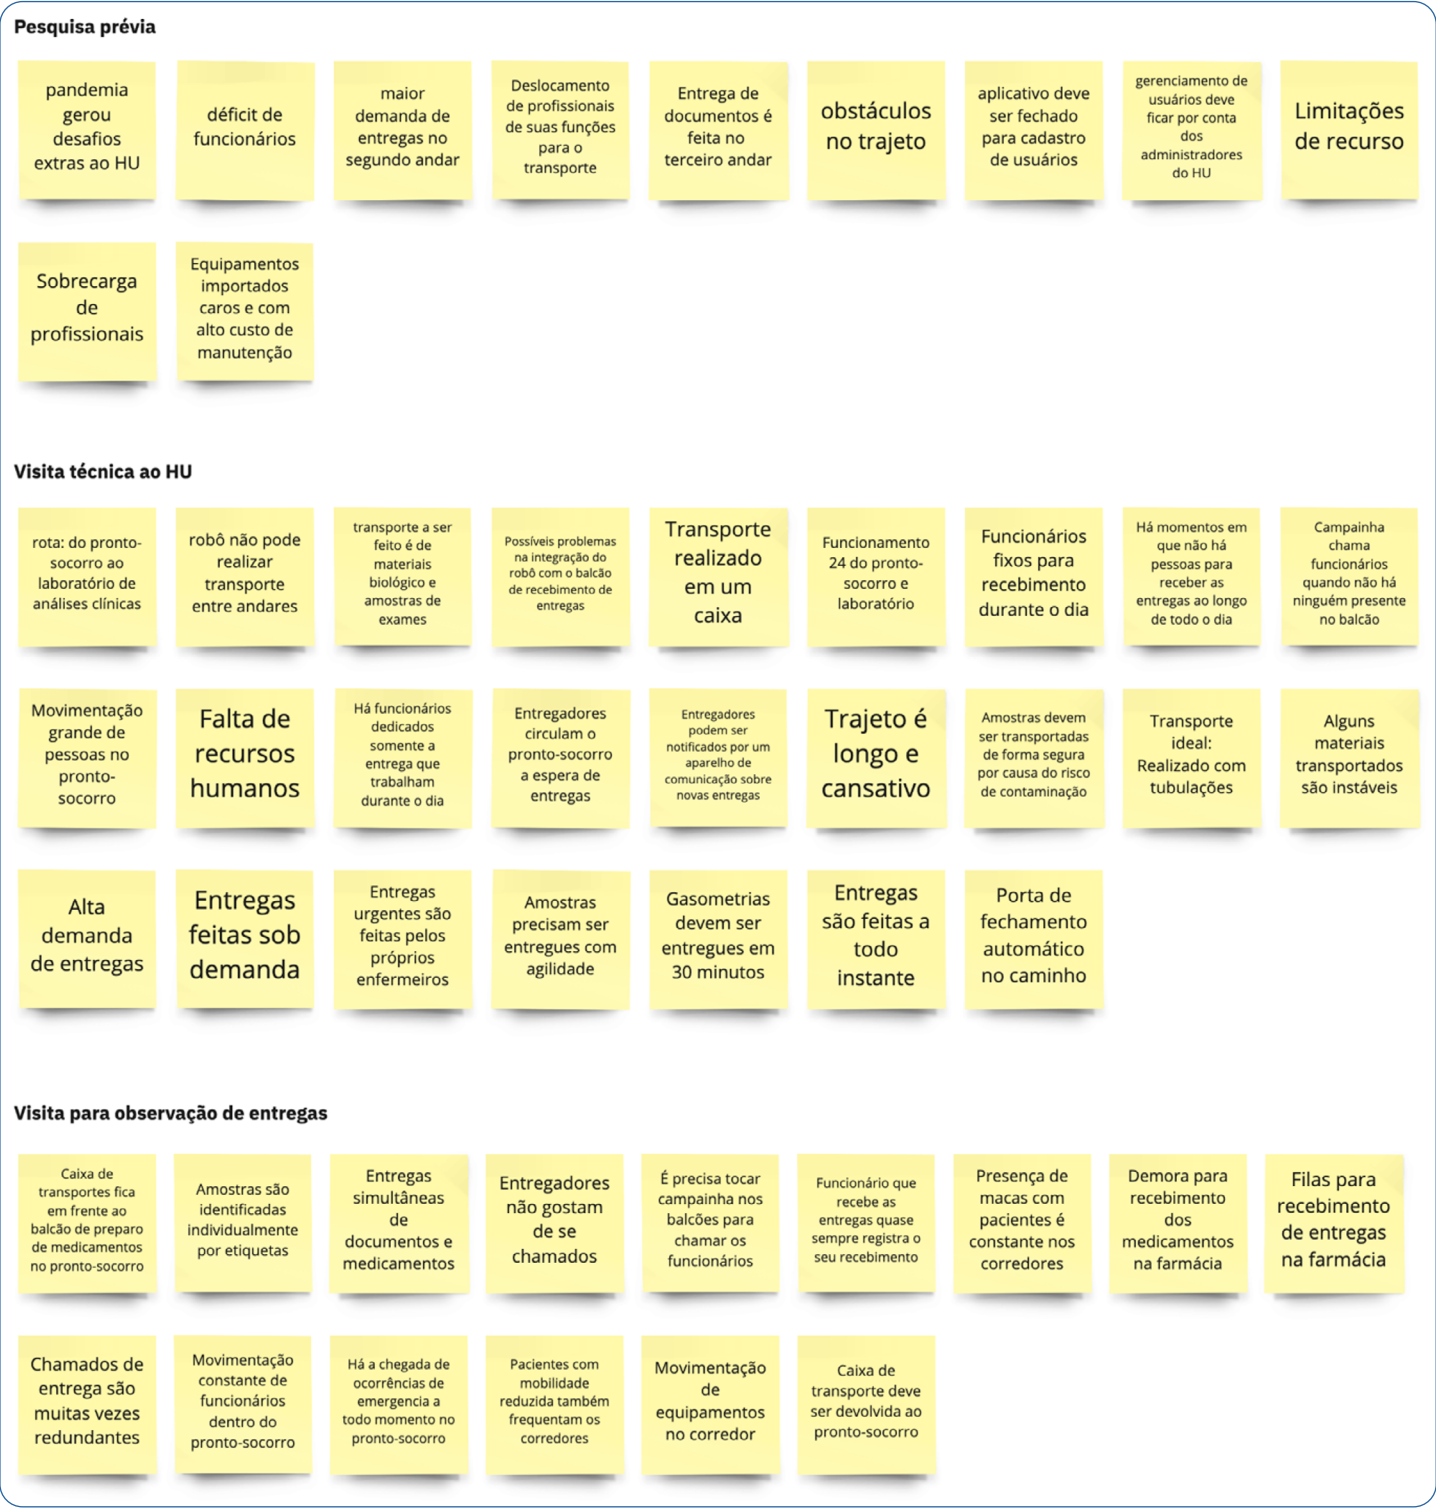 Pesquisa prévia
pandemia
gerou
desafios
extras ao HU
déficit de
funcionários
maior
demanda de
entregas no
segundo andar
Deslocamento
de profissionais
de suas funções
para o
transporte
Entrega de
documentos é
feita no
terceiro andar
obstáculos
no trajeto
aplicativo deve
ser fechado
para cadastro
de usuários
gerenciamento de
usuários deve
ficar por conta
dos
administradores
do HU
Limitações
de recurso
Sobrecarga
de
profissionais
Equipamentos
importados
caros e com
alto custo de
manutenção
Visita técnica ao HU
rota: do pronto-
socorro ao
laboratório de
análises clínicas
robô não pode
realizar
transporte
entre andares
transporte a ser
feito é de
materiais
biológico e
amostras de
exames
Possíveis problemas
na integração do
robô com o balcão
de recebimento de
entregas
Transporte
realizado
em um
caixa
Funcionamento
24 do pronto-
socorro e
laboratório
Funcionários
fixos para
recebimento
durante o dia
Há momentos em
que não há
pessoas para
receber as
entregas ao longo
de todo o dia
Campainha
chama
funcionários
quando não há
ninguém presente
no balcão
Movimentação
grande de
pessoas no
pronto-
socorro
Falta de
recursos
humanos
Há funcionários
dedicados
somente a
entrega que
trabalham
durante o dia
Entregadores
circulam o
pronto-socorro
a espera de
entregas
Entregadores
podem ser
notificados por um
aparelho de
comunicação sobre
novas entregas
Trajeto é
longo e
cansativo
Amostras devem
ser transportadas
de forma segura
por causa do risco
de contaminação
Transporte
ideal:
Realizado com
tubulações
Alguns
materiais
transportados
são instáveis
Alta
demanda
de entregas
Entregas
feitas sob
demanda
Entregas
urgentes são
feitas pelos
próprios
enfermeiros
Amostras
precisam ser
entregues com
agilidade
Gasometrias
devem ser
entregues em
30 minutos
Entregas
são feitas a
todo
instante
Porta de
fechamento
automático
no caminho
Visita para observação de entregas
Caixa de
transportes fica
em frente ao
balcão de preparo
de medicamentos
no pronto-socorro
Amostras são
identificadas
individualmente
por etiquetas
Entregas
simultâneas
de
documentos e
medicamentos
Entregadores
não gostam
de se
chamados
É precisa tocar
campainha nos
balcões para
chamar os
funcionários
Funcionário que
recebe as
entregas quase
sempre registra o
seu recebimento
Presença de
macas com
pacientes é
constante nos
corredores
Demora para
recebimento
dos
medicamentos
na farmácia
Filas para
recebimento
de entregas
na farmácia
Chamados de
entrega são
muitas vezes
redundantes
Movimentação
constante de
funcionários
dentro do
pronto-socorro
Há a chegada de
ocorrências de
emergencia a
todo momento no
pronto-socorro
Pacientes com
mobilidade
reduzida também
frequentam os
corredores
Movimentação
de
equipamentos
no corredor
Caixa de
transporte deve
ser devolvida ao
pronto-socorro